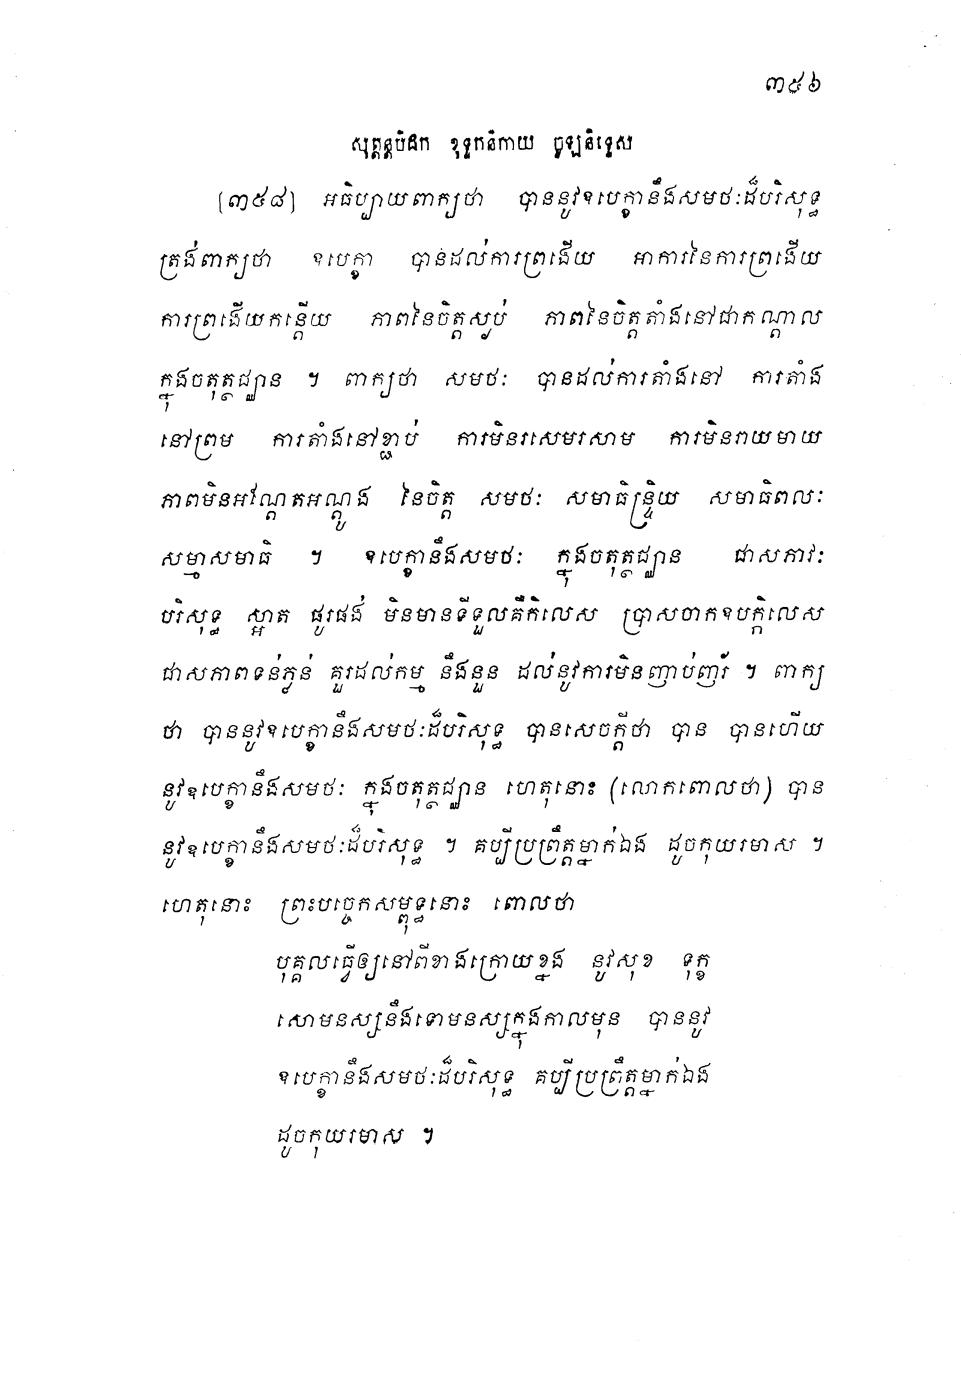 ៣៥៦
សុត្តន្តបិដក ខុទ្ទកនិកាយ ចូឡនិទ្ទេស
[៣៥៨] អធិប្បាយពាក្យថា បាននូវឧបេក្ខានឹងសមថៈដ៏បរិសុទ្ធ
ត្រង់ពាក្យថា ឧបេក្ខា បានដល់ការព្រងើយ អាការនៃការព្រងើយ
ការព្រងើយកន្តើយ ភាពនៃចិត្តស្ងប់ ភាពនៃចិត្តតាំងនៅជាកណ្តាល
ក្នុងចតុត្ថជ្ឈាន ។ ពាក្យថា សមថៈ បានដល់ការតាំងនៅ ការតាំង
នៅព្រម ការតាំងនៅខ្ជាប់ ការមិនរសេមរសាម ការមិនរាយមាយ
ភាពមិនអណ្តែតអណ្តូង នៃចិត្ត សមថៈ សមាធិន្ទ្រិយ សមាធិពលៈ
សម្មាសមាធិ ។ ឧបេក្ខានឹងសមថៈ ក្នុងចតុត្ថជ្ឈាន ជាសភាវៈ
បរិសុទ្ធ ស្អាត ផូរផង់ មិនមានទីទួលគឺកិលេស ប្រាសចាកឧបក្កិលេស
ជាសភាពទន់ភ្លន់ គួរដល់កម្ម នឹងនួន ដល់នូវការមិនញាប់ញ័រ ។ ពាក្យ
ថា បាននូវឧបេក្ខានឹងសមថៈដ៏បរិសុទ្ធ បានសេចក្តីថា បាន បានហើយ
នូវឧបេក្ខានឹងសមថៈ ក្នុងចតុត្ថជ្ឈាន ហេតុនោះ (លោកពោលថា) បាន
នូវឧបេក្ខានឹងសមថៈដ៏បរិសុទ្ធ ។ គប្បីប្រព្រឹត្តម្នាក់ឯង ដូចកុយរមាស ។
ហេតុនោះ ព្រះបច្ចេកសម្ពុទ្ធនោះ ពោលថា
បុគ្គលធ្វើឲ្យនៅពីខាងក្រោយខ្នង នូវសុខ ទុក្ខ
សោមនស្សនឹងទោមនស្សក្នុងកាលមុន បាននូវ
ឧបេក្ខានឹងសមថៈដ៏បរិសុទ្ធ គប្បីប្រព្រឹត្តម្នាក់ឯង
ដូចកុយរមាស ។